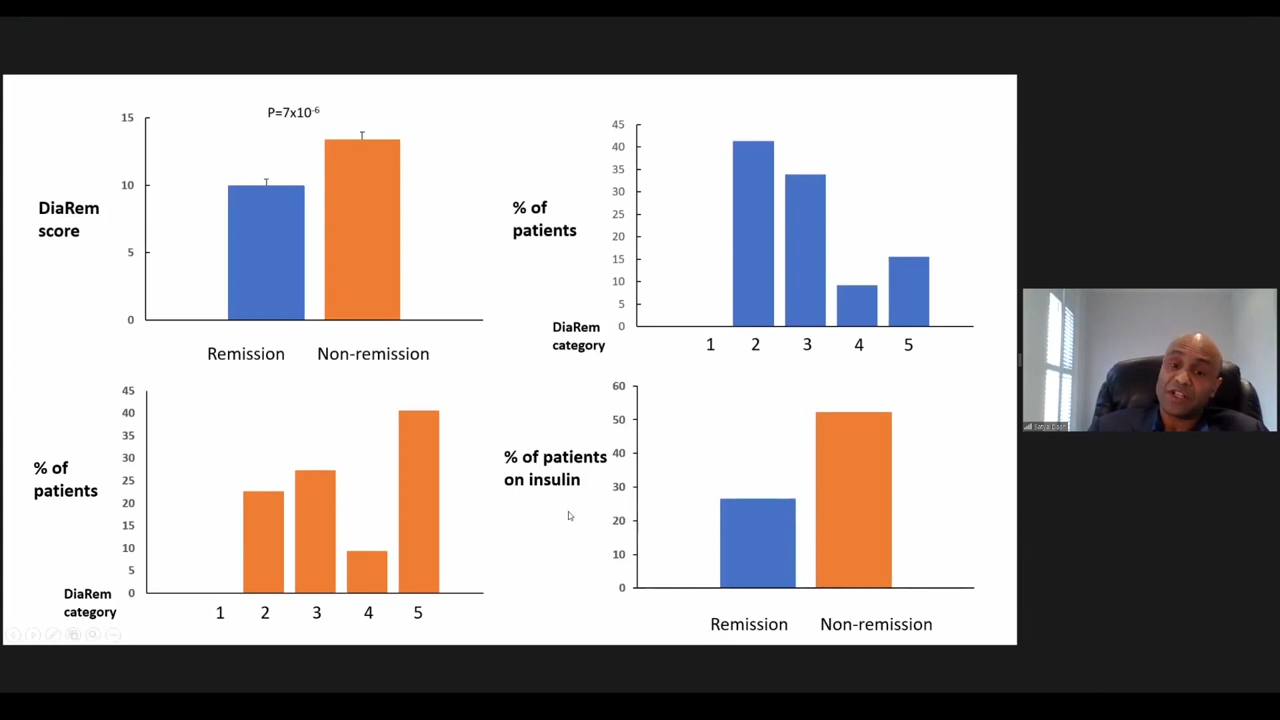 P=7x10-6
15
10
5
0
DiaRem
score
Remission Non-remission
45
40
35
30
25
20
15
10
5
0
% of
patients
DiaRem
category
1 2 3 4 5
45
40
35
30
25
20
15
10
5
0
% of
patients
DiaRem
category
1 2 3 4 5
60
50
40
30
20
10
0
% of patients
on insulin
Remission Non-remission